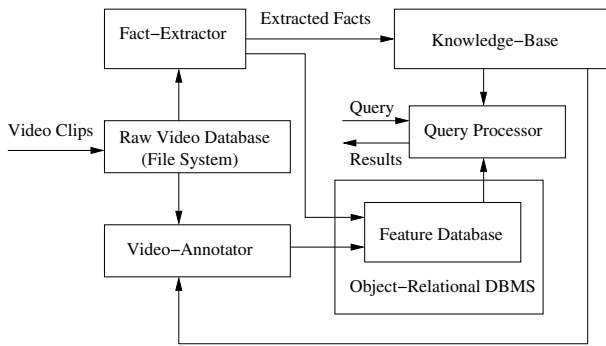 Extracted Facts
Fact−Extractor
Knowledge−Base
Video Clips
Raw Video Database
(File System)
Query
Query Processor
Results
Video−Annotator
Feature Database
Object−Relational DBMS